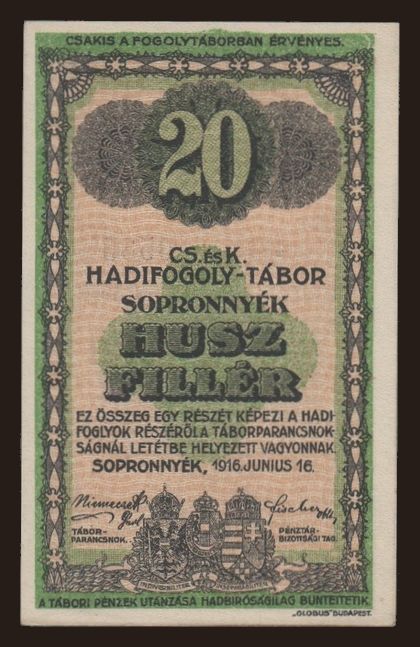 CSAKIS A FOGOLYTÁBORBAN ÉRVÉNYES.
20
CS. ÉS K.
HADIFOGOLY-TÁBOR
SOPRONNYÉK
HUSZ
FILLÉR
EZ ÖSSZEG EGY RÉSZÉT KÉPEZI A HADI-
FOGLYOK RÉSZÉRŐL A TÁBORPARANCSNOK-
SÁGNÁL LETÉTBE HELYEZETT VAGYONNAK.
SOPRONNYÉK, 1916. JUNIUS 16.
TÁBOR-
PARANCSNOK.
PÉNZTÁR-
BIZOTTSÁGI TAG.
A TÁBORI PÉNZEK UTÁNZÁSA HADBIRÓSÁGILAG BÜNTETTETIK.
„GLOBUS" BUDAPEST.